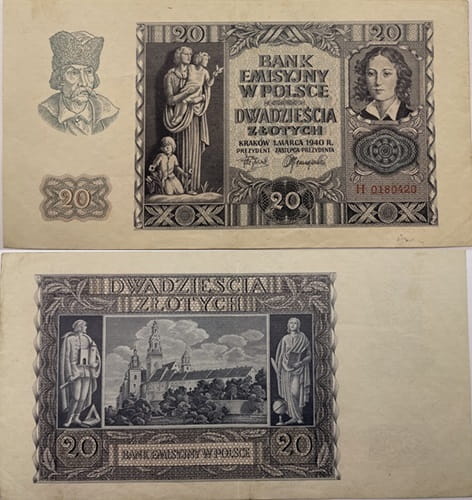 20 20
BANK
EMISYJNY
W POLSCE
DWADZIEŚCIA
ZŁOTYCH
KRAKÓW 1. MARCA 1940 R.
PREZYDENT ZASTĘPCA PREZYDENTA
H 0180420
20
20
DWADZIEŚCIA
ZŁOTYCH
20 20
BANK EMISYJNY W POLSCE